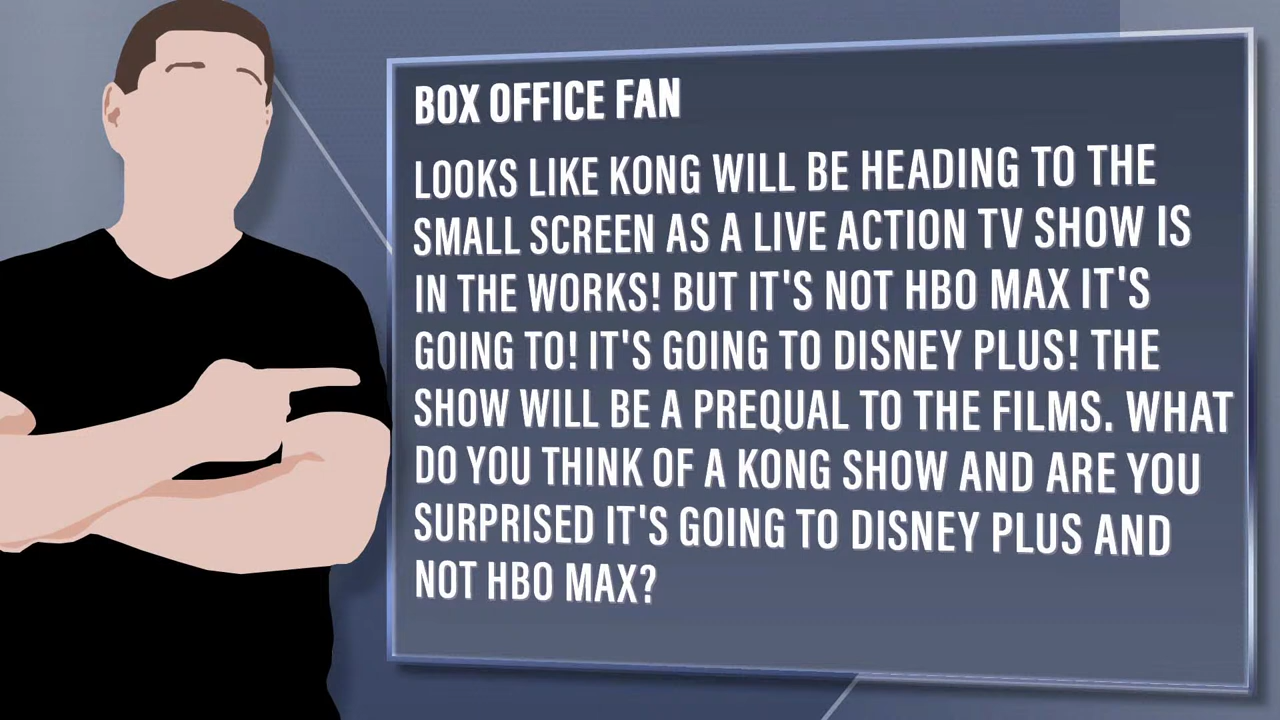 BOX OFFICE FAN
LOOKS LIKE KONG WILL BE HEADING TO THE
SMALL SCREEN AS A LIVE ACTION TV SHOW IS
IN THE WORKS! BUT IT'S NOT HBO MAX IT'S
GOING TO! IT'S GOING TO DISNEY PLUS! THE
SHOW WILL BE A PREQUAL TO THE FILMS. WHAT
DO YOU THINK OF A KONG SHOW AND ARE YOU
SURPRISED IT'S GOING TO DISNEY PLUS AND
NOT HBO MAX?